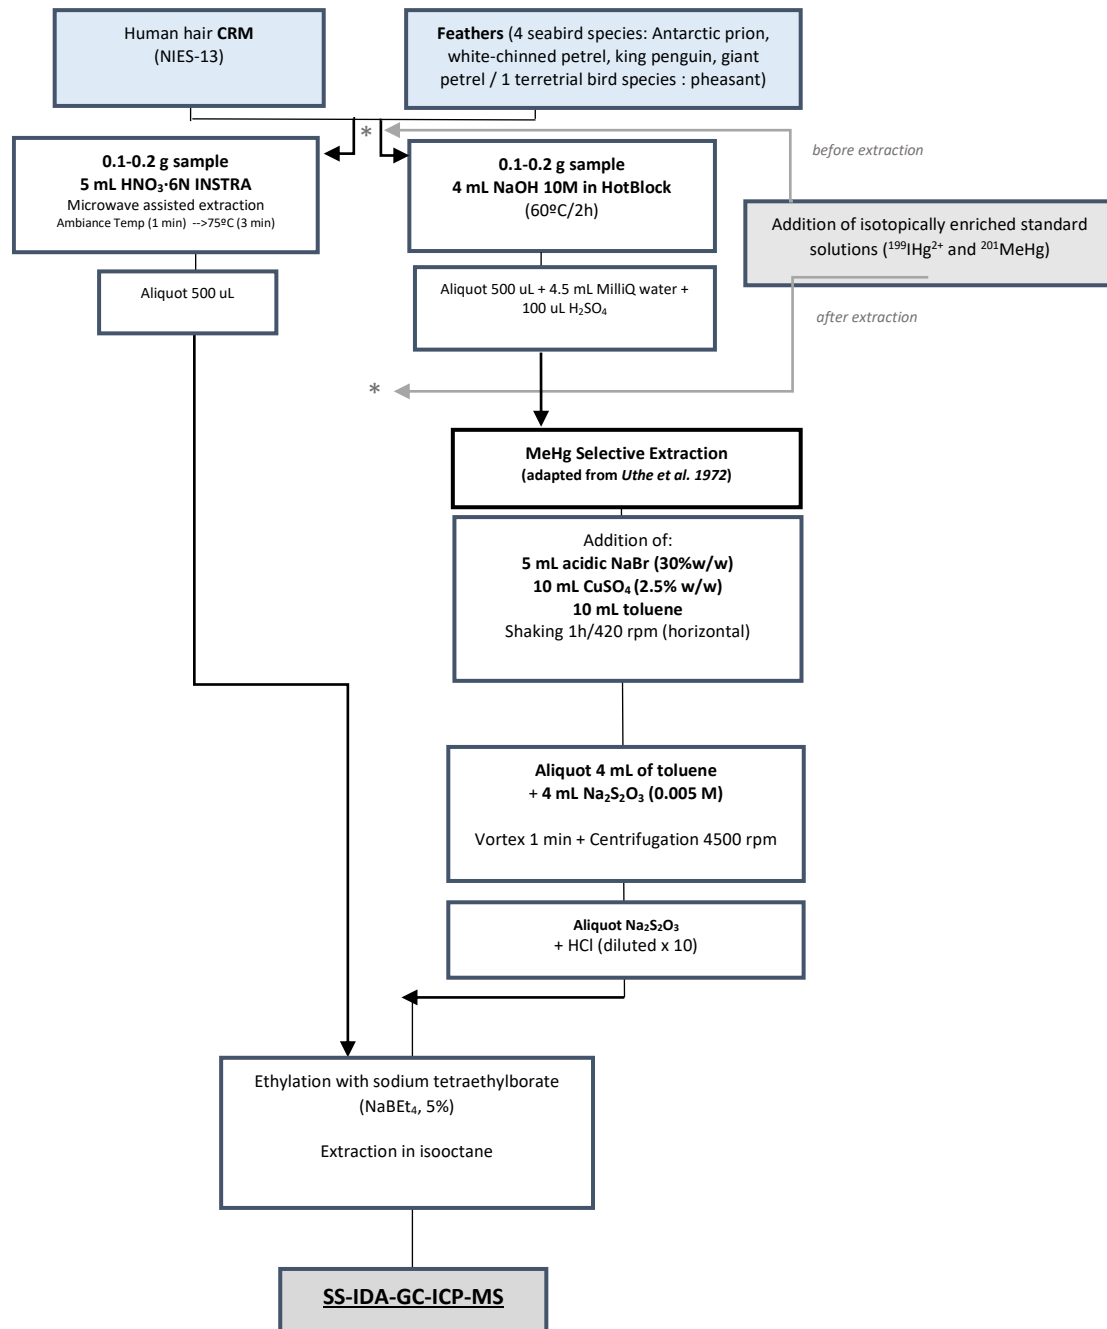 Human hair CRM
(NIES-13)
Feathers (4 seabird species: Antarctic prion,
white-chinned petrel, king penguin, giant
petrel / 1 terretrial bird species : pheasant)
*
before extraction
0.1-0.2 g sample
5 mL HNO₃·6N INSTRA
Microwave assisted extraction
Ambiance Temp (1 min) -->75ºC (3 min)
0.1-0.2 g sample
4 mL NaOH 10M in HotBlock
(60ºC/2h)
Addition of isotopically enriched standard
solutions (¹⁹⁹IHg²⁺ and ²⁰¹MeHg)
Aliquot 500 uL
Aliquot 500 uL + 4.5 mL MilliQ water +
100 uL H₂SO₄
after extraction
*
MeHg Selective Extraction
(adapted from Uthe et al. 1972)
Addition of:
5 mL acidic NaBr (30%w/w)
10 mL CuSO₄ (2.5% w/w)
10 mL toluene
Shaking 1h/420 rpm (horizontal)
Aliquot 4 mL of toluene
+ 4 mL Na₂S₂O₃ (0.005 M)
Vortex 1 min + Centrifugation 4500 rpm
Aliquot Na₂S₂O₃
+ HCl (diluted x 10)
Ethylation with sodium tetraethylborate
(NaBEt₄, 5%)
Extraction in isooctane
SS-IDA-GC-ICP-MS